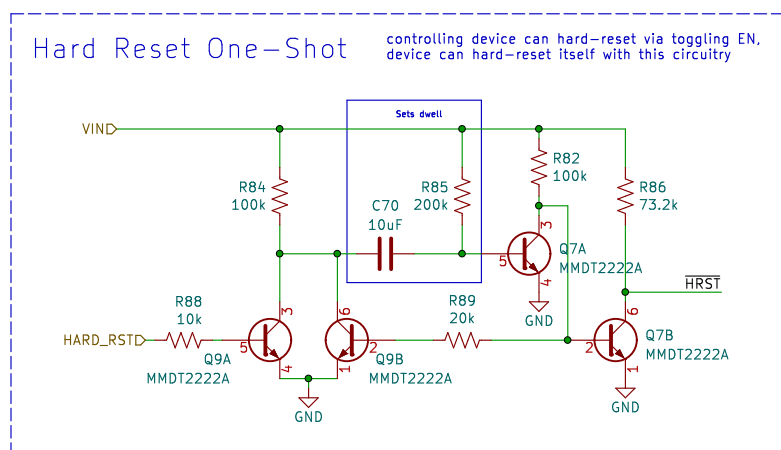 Hard Reset One-Shot
controlling device can hard-reset via toggling EN,
device can hard-reset itself with this circuitry
Sets dwell
VIN
R84
100k
C70
10uF
R85
200k
R82
100k
R86
73.2k
3
5
4
Q7A
MMDT2222A
GND
HRST
R88
10k
HARD_RST
3
5
4
Q9A
MMDT2222A
6
2
1
Q9B
MMDT2222A
R89
20k
GND
6
2
1
Q7B
MMDT2222A
GND